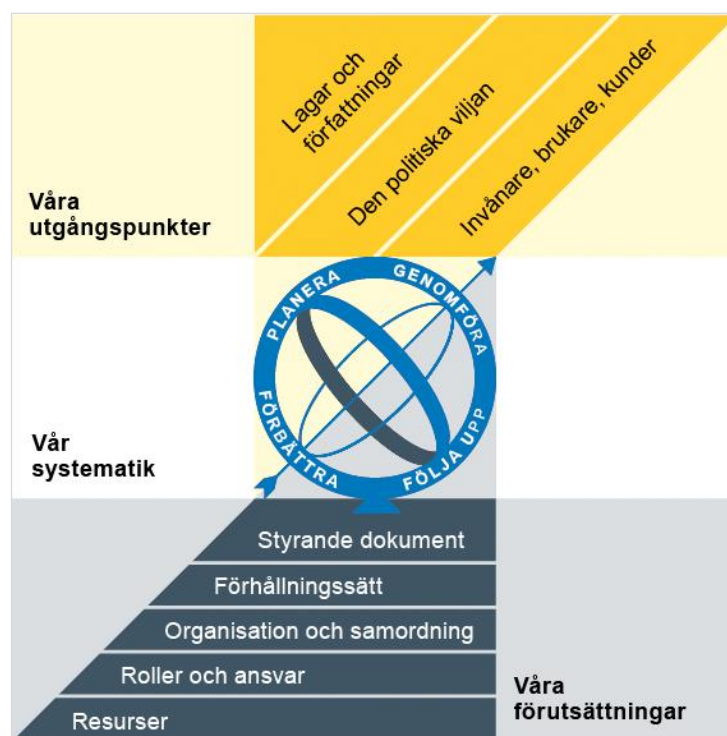 Lagar och
författningar
Den politiska viljan
Invånare, brukare, kunder
Våra
utgångspunkter
PLANERA
GENOMFÖRA
FÖRBÄTTRA
FÖLJA UPP
Vår
systematik
Styrande dokument
Förhållningssätt
Organisation och samordning
Roller och ansvar
Resurser
Våra
förutsättningar